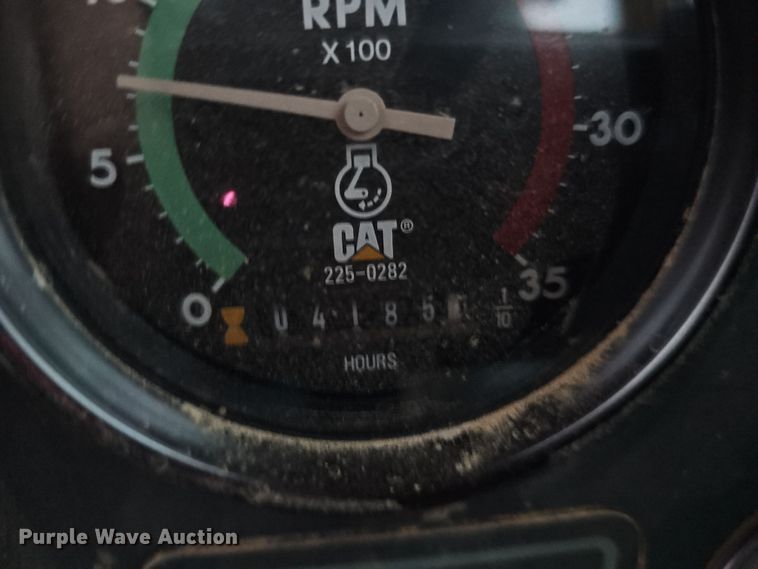 RPM
X 100
5
30
CAT®
225-0282
0
35
0 4 1 8 5
1/10
HOURS
Purple Wave Auction